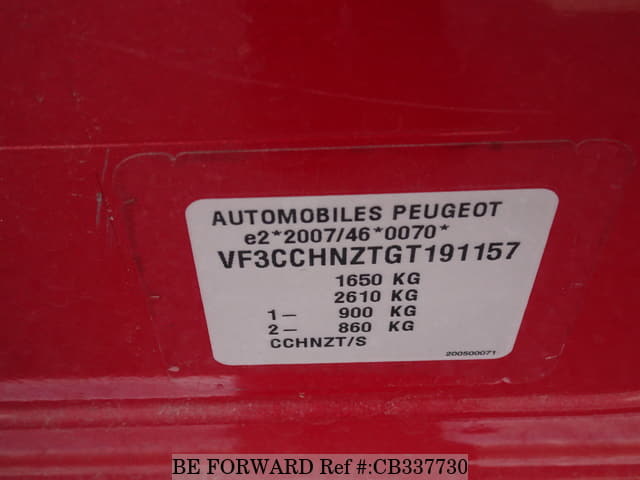 AUTOMOBILES PEUGEOT
e2*2007/46*0070*
VF3CCHNZTGT191157
1650 KG
2610 KG
1– 900 KG
2– 860 KG
CCHNZT/S
200500071
BE FORWARD Ref #:CB337730